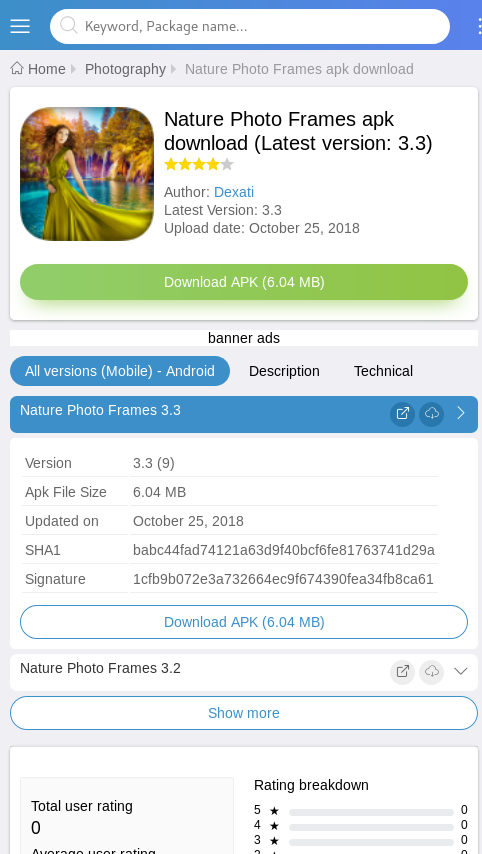 Keyword, Package name...
Home Photography Nature Photo Frames apk download
Nature Photo Frames apk
download (Latest version: 3.3)
Author: Dexati
Latest Version: 3.3
Upload date: October 25, 2018
Download APK (6.04 MB)
banner ads
All versions (Mobile) - Android Description Technical
Nature Photo Frames 3.3
Version 3.3 (9)
Apk File Size 6.04 MB
Updated on October 25, 2018
SHA1 babc44fad74121a63d9f40bcf6fe81763741d29a
Signature 1cfb9b072e3a732664ec9f674390fea34fb8ca61
Download APK (6.04 MB)
Nature Photo Frames 3.2
Show more
Rating breakdown
Total user rating
0
Average user rating
5 ★ 0
4 ★ 0
3 ★ 0